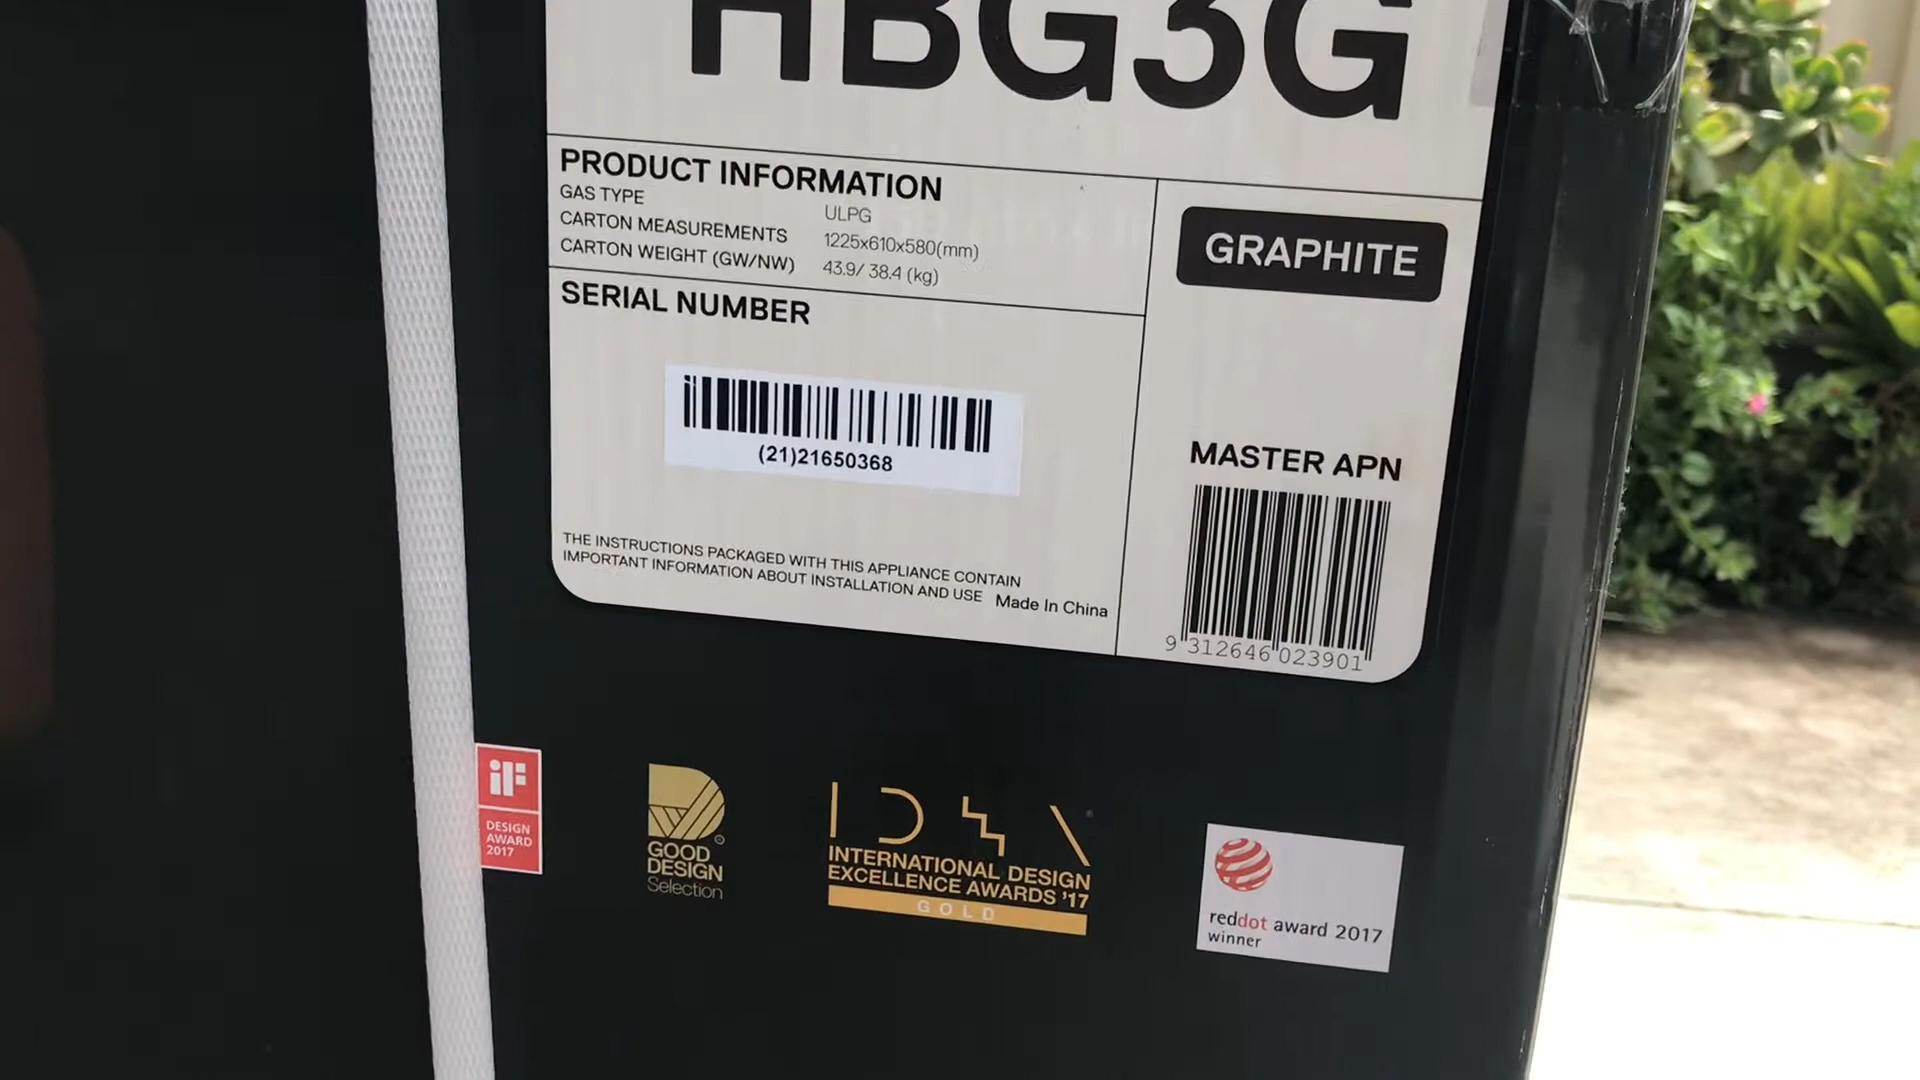 HBG3G
PRODUCT INFORMATION
GAS TYPE ULPG
CARTON MEASUREMENTS 1225x610x580(mm)
CARTON WEIGHT (GW/NW) 43.9/ 38.4 (kg)
GRAPHITE
SERIAL NUMBER
(21)21650368
THE INSTRUCTIONS PACKAGED WITH THIS APPLIANCE CONTAIN
IMPORTANT INFORMATION ABOUT INSTALLATION AND USE Made In China
MASTER APN
9 312646 023901
iF
DESIGN
AWARD
2017
GOOD
DESIGN
Selection
IDEA
INTERNATIONAL DESIGN
EXCELLENCE AWARDS '17
GOLD
reddot award 2017
winner